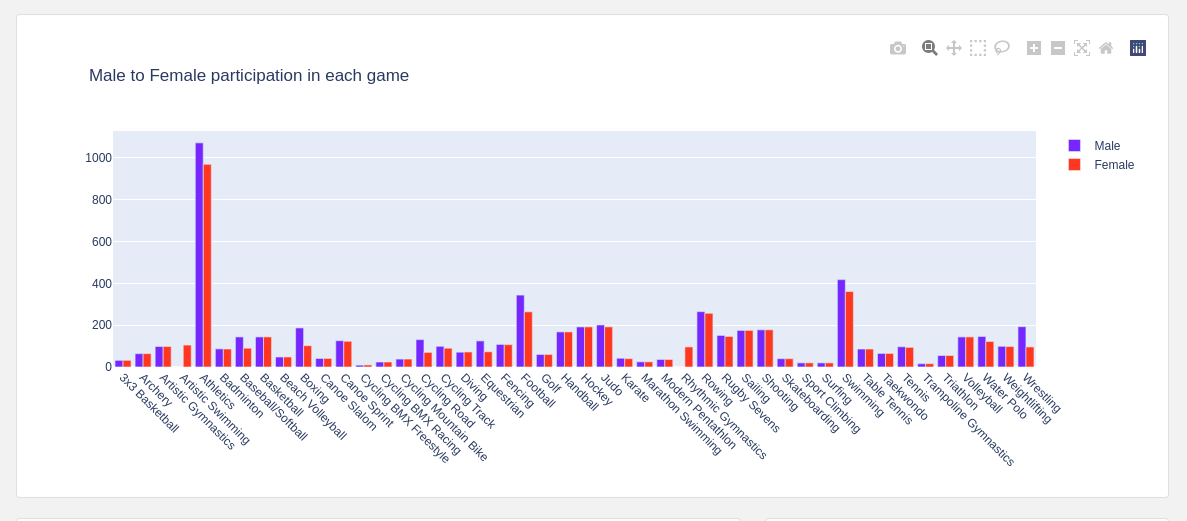 Male to Female participation in each game
Male
Female
1000
800
600
400
200
0
3x3 Basketball
Archery
Artistic Gymnastics
Artistic Swimming
Athletics
Badminton
Baseball/Softball
Basketball
Beach Volleyball
Boxing
Canoe Slalom
Canoe Sprint
Cycling BMX Freestyle
Cycling BMX Racing
Cycling Mountain Bike
Cycling Road
Cycling Track
Diving
Equestrian
Fencing
Football
Golf
Handball
Hockey
Judo
Karate
Marathon Swimming
Modern Pentathlon
Rhythmic Gymnastics
Rowing
Rugby Sevens
Sailing
Shooting
Skateboarding
Sport Climbing
Surfing
Swimming
Table Tennis
Taekwondo
Tennis
Trampoline Gymnastics
Triathlon
Volleyball
Water Polo
Weightlifting
Wrestling